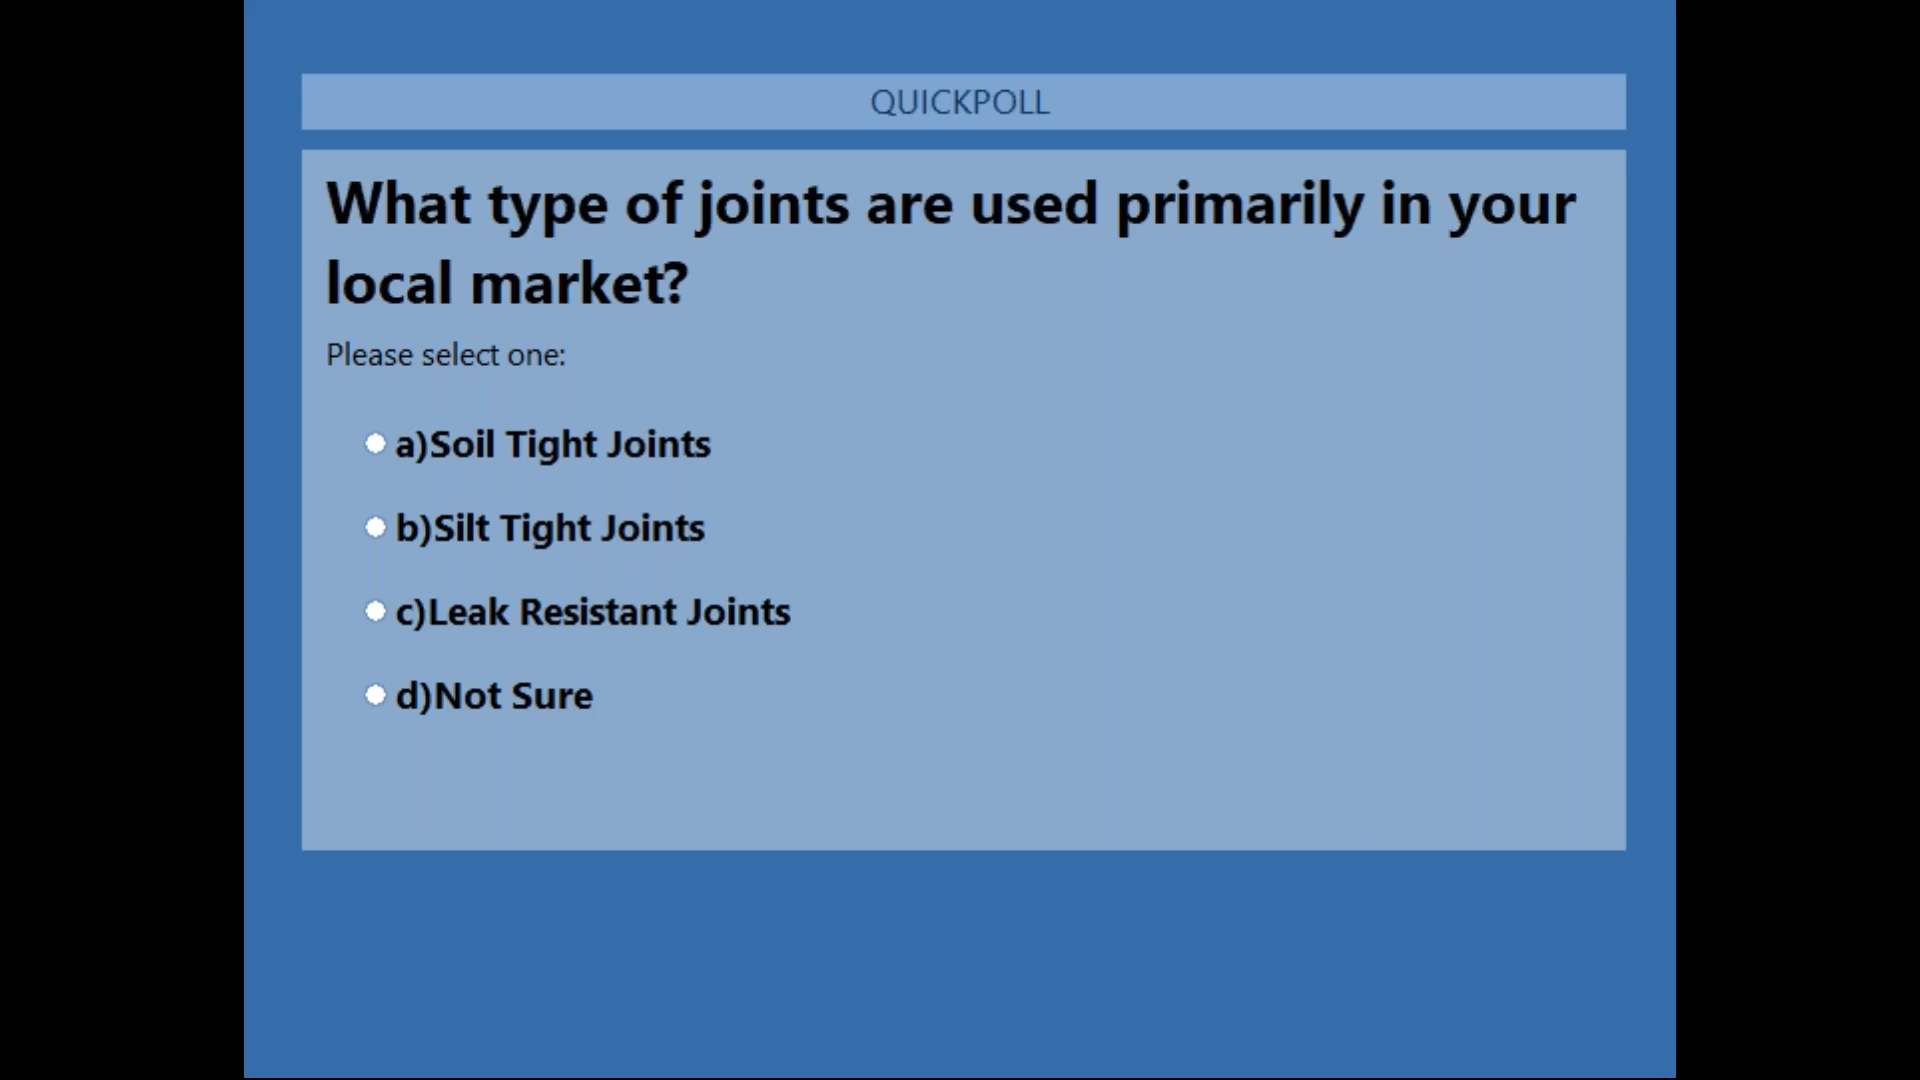 QUICKPOLL
What type of joints are used primarily in your
local market?
Please select one:
a)Soil Tight Joints
b)Silt Tight Joints
c)Leak Resistant Joints
d)Not Sure